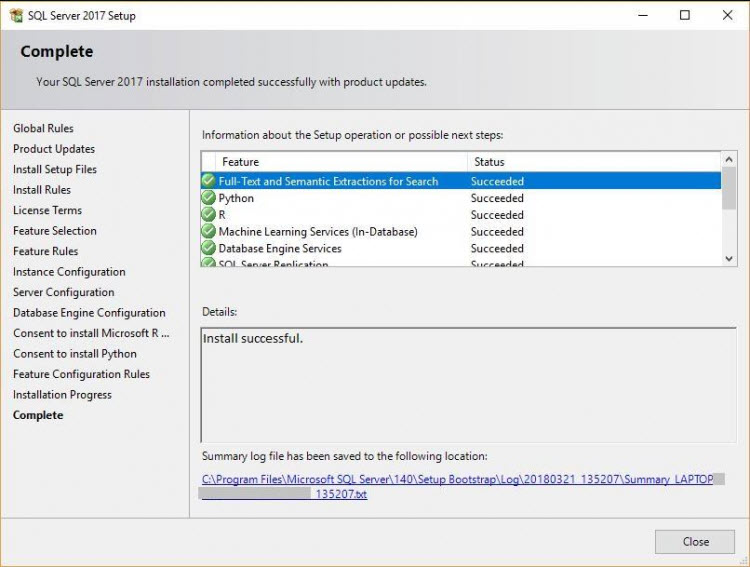 SQL Server 2017 Setup
Complete
Your SQL Server 2017 installation completed successfully with product updates.
Global Rules
Product Updates
Install Setup Files
Install Rules
License Terms
Feature Selection
Feature Rules
Instance Configuration
Server Configuration
Database Engine Configuration
Consent to install Microsoft R ...
Consent to install Python
Feature Configuration Rules
Installation Progress
Complete
Information about the Setup operation or possible next steps:
Feature Status
Full-Text and Semantic Extractions for Search Succeeded
Python Succeeded
R Succeeded
Machine Learning Services (In-Database) Succeeded
Database Engine Services Succeeded
SQL Server Replication Succeeded
Details:
Install successful.
Summary log file has been saved to the following location:
C:\Program Files\Microsoft SQL Server\140\Setup Bootstrap\Log\20180321_135207\Summary_LAPTOP
_135207.txt
Close